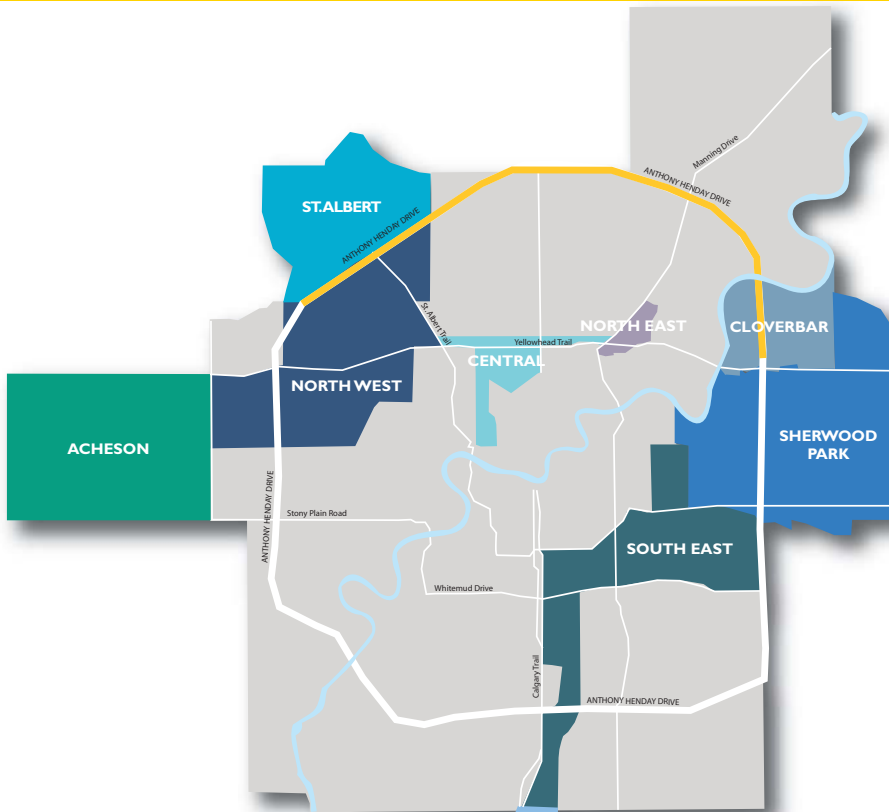 Manning Drive
ANTHONY HENDAY DRIVE
ST.ALBERT
ANTHONY HENDAY DRIVE
St. Albert Trail
NORTH EAST
CLOVERBAR
Yellowhead Trail
CENTRAL
NORTH WEST
ACHESON
SHERWOOD
PARK
ANTHONY HENDAY DRIVE
Stony Plain Road
SOUTH EAST
Whitemud Drive
Calgary Trail
ANTHONY HENDAY DRIVE